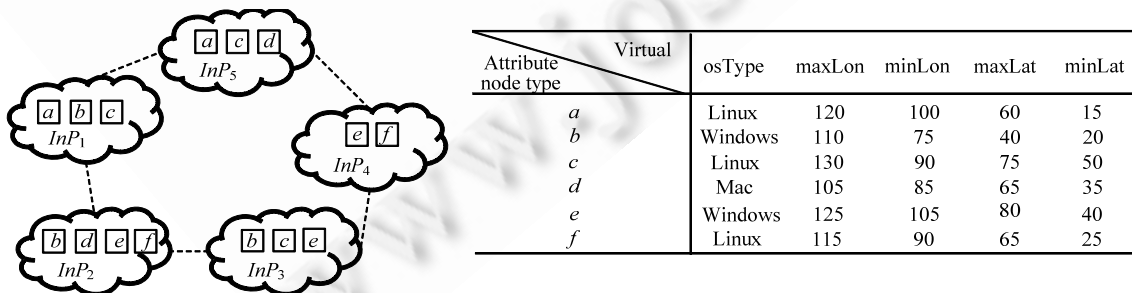 a c d
InP5
a b c
InP1
e f
InP4
b d e f
InP2
b c e
InP3
Virtual
Attribute
node type
osType maxLon minLon maxLat minLat
a Linux 120 100 60 15
b Windows 110 75 40 20
c Linux 130 90 75 50
d Mac 105 85 65 35
e Windows 125 105 80 40
f Linux 115 90 65 25
www.jos